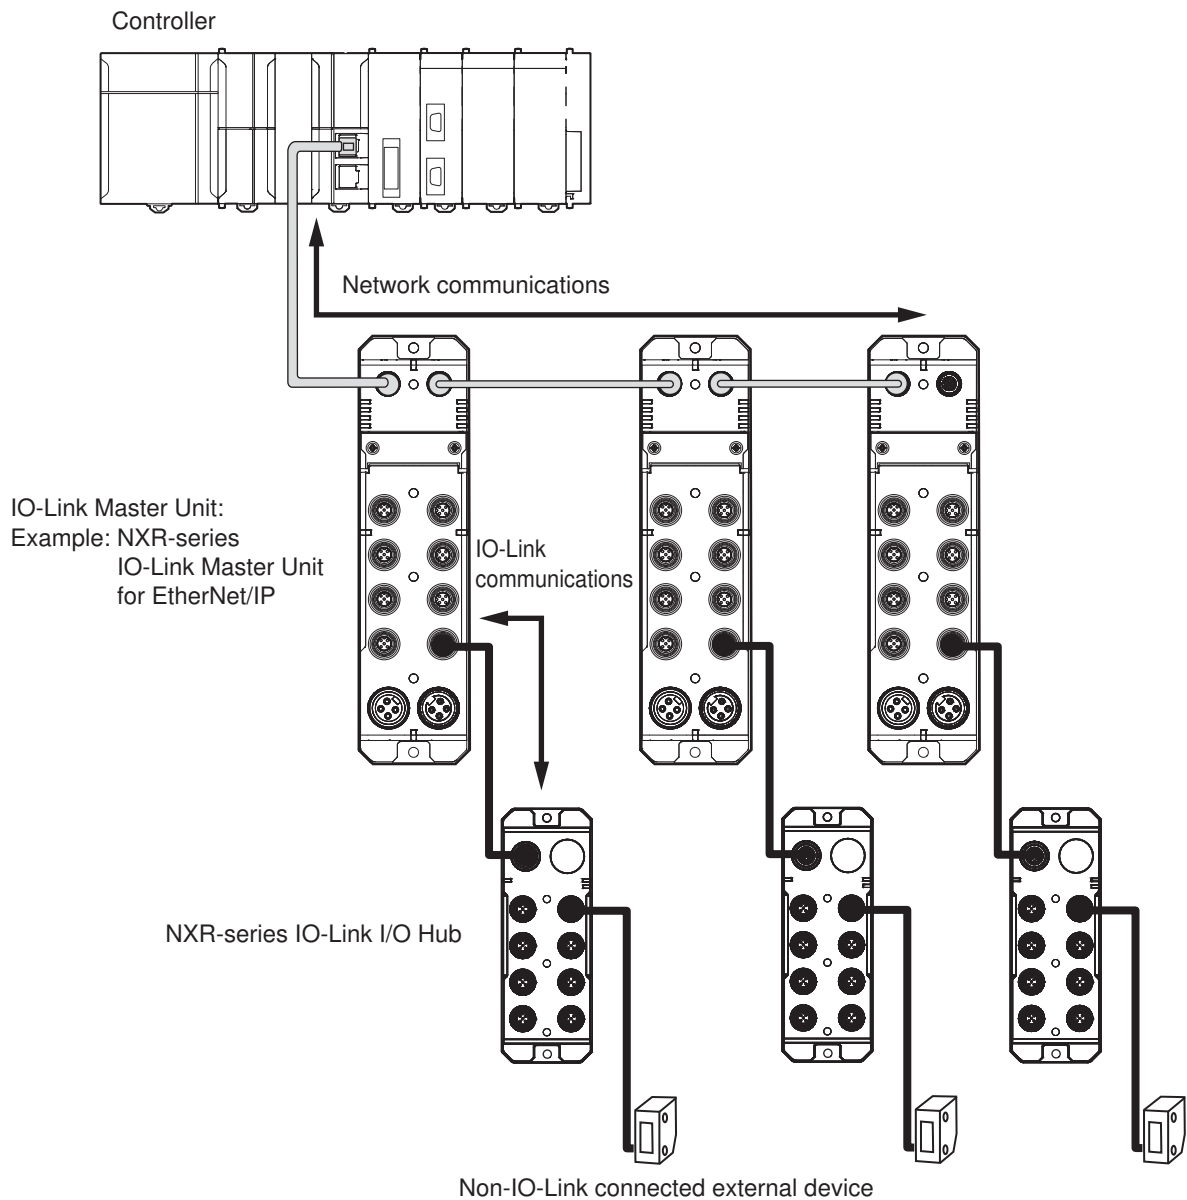 Controller
Network communications
IO-Link Master Unit:
Example: NXR-series
IO-Link Master Unit
for EtherNet/IP
IO-Link
communications
NXR-series IO-Link I/O Hub
Non-IO-Link connected external device